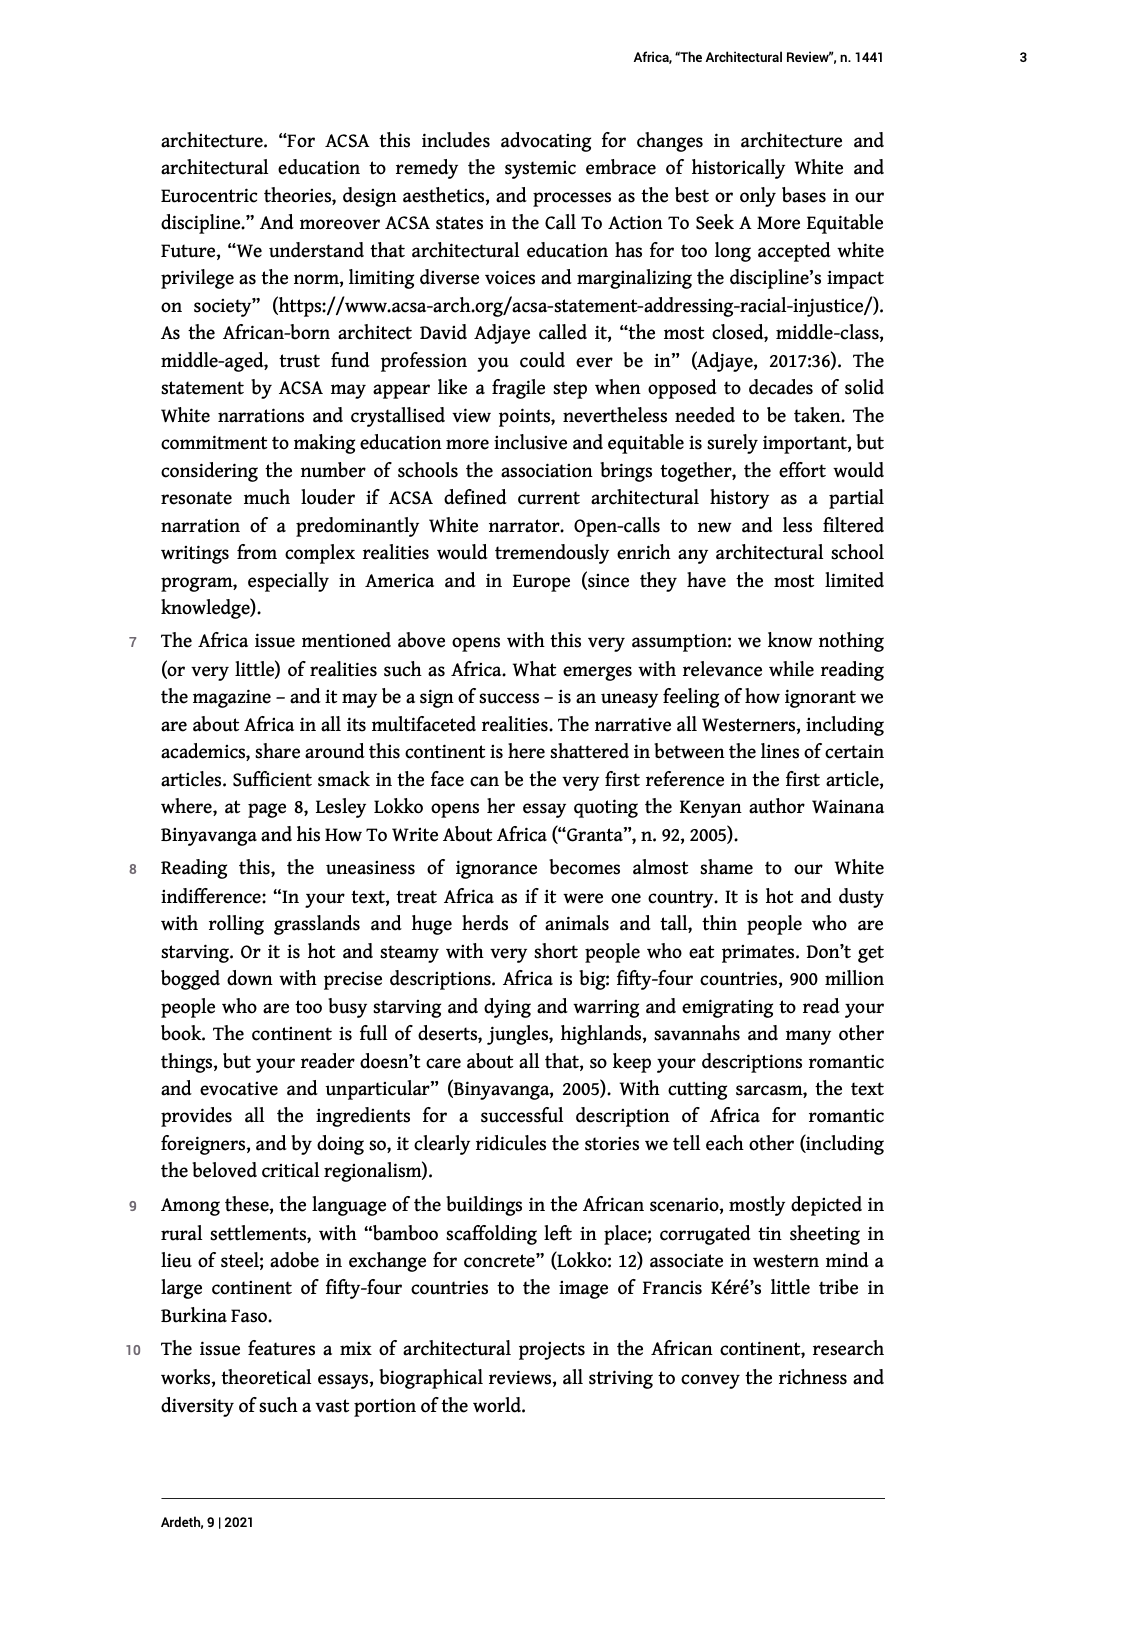 Africa, “The Architectural Review”, n. 1441
3
architecture. “For ACSA this includes advocating for changes in architecture and
architectural education to remedy the systemic embrace of historically White and
Eurocentric theories, design aesthetics, and processes as the best or only bases in our
discipline.” And moreover ACSA states in the Call To Action To Seek A More Equitable
Future, “We understand that architectural education has for too long accepted white
privilege as the norm, limiting diverse voices and marginalizing the discipline’s impact
on society” (https://www.acsa-arch.org/acsa-statement-addressing-racial-injustice/).
As the African-born architect David Adjaye called it, “the most closed, middle-class,
middle-aged, trust fund profession you could ever be in” (Adjaye, 2017:36). The
statement by ACSA may appear like a fragile step when opposed to decades of solid
White narrations and crystallised view points, nevertheless needed to be taken. The
commitment to making education more inclusive and equitable is surely important, but
considering the number of schools the association brings together, the effort would
resonate much louder if ACSA defined current architectural history as a partial
narration of a predominantly White narrator. Open-calls to new and less filtered
writings from complex realities would tremendously enrich any architectural school
program, especially in America and in Europe (since they have the most limited
knowledge).
7 The Africa issue mentioned above opens with this very assumption: we know nothing
(or very little) of realities such as Africa. What emerges with relevance while reading
the magazine – and it may be a sign of success – is an uneasy feeling of how ignorant we
are about Africa in all its multifaceted realities. The narrative all Westerners, including
academics, share around this continent is here shattered in between the lines of certain
articles. Sufficient smack in the face can be the very first reference in the first article,
where, at page 8, Lesley Lokko opens her essay quoting the Kenyan author Wainana
Binyavanga and his How To Write About Africa (“Granta”, n. 92, 2005).
8 Reading this, the uneasiness of ignorance becomes almost shame to our White
indifference: “In your text, treat Africa as if it were one country. It is hot and dusty
with rolling grasslands and huge herds of animals and tall, thin people who are
starving. Or it is hot and steamy with very short people who eat primates. Don’t get
bogged down with precise descriptions. Africa is big: fifty-four countries, 900 million
people who are too busy starving and dying and warring and emigrating to read your
book. The continent is full of deserts, jungles, highlands, savannahs and many other
things, but your reader doesn’t care about all that, so keep your descriptions romantic
and evocative and unparticular” (Binyavanga, 2005). With cutting sarcasm, the text
provides all the ingredients for a successful description of Africa for romantic
foreigners, and by doing so, it clearly ridicules the stories we tell each other (including
the beloved critical regionalism).
9 Among these, the language of the buildings in the African scenario, mostly depicted in
rural settlements, with “bamboo scaffolding left in place; corrugated tin sheeting in
lieu of steel; adobe in exchange for concrete” (Lokko: 12) associate in western mind a
large continent of fifty-four countries to the image of Francis Kéré’s little tribe in
Burkina Faso.
10 The issue features a mix of architectural projects in the African continent, research
works, theoretical essays, biographical reviews, all striving to convey the richness and
diversity of such a vast portion of the world.
Ardeth, 9 | 2021